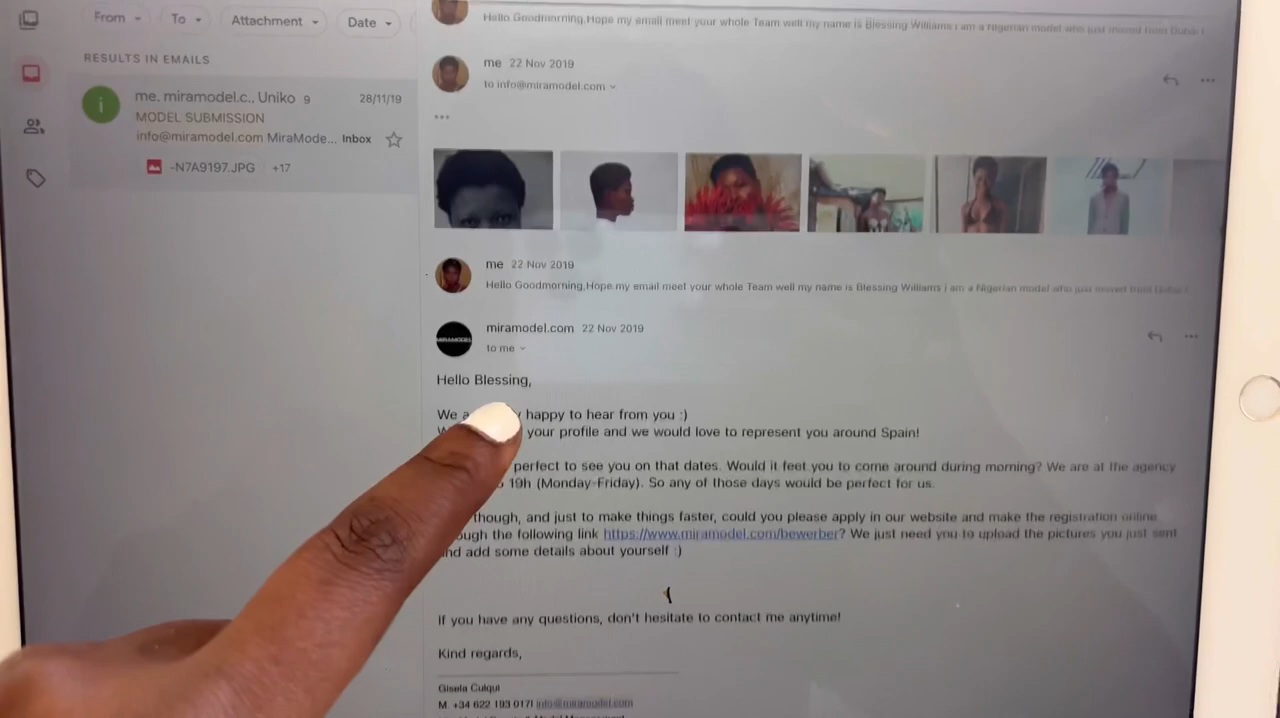 From
To
Attachment
Date
RESULTS IN EMAILS
me, miramodel.c., Uniko 9
28/11/19
MODEL SUBMISSION
info@miramodel.com MiraMode... Inbox
-N7A9197.JPG +17
Hello Goodmorning,Hope my email meet your whole Team well my name is Blessing Williams i am a Nigerian model who just moved from Dubai
me 22 Nov 2019
to info@miramodel.com
...
me 22 Nov 2019
Hello Goodmorning,Hope my email meet your whole Team well my name is Blessing Williams i am a Nigerian model who just moved from Dubai
MIRAMODEL
miramodel.com 22 Nov 2019
to me
Hello Blessing,
We happy to hear from you :)
your profile and we would love to represent you around Spain!
perfect to see you on that dates. Would it feet you to come around during morning? We are at the agency
19h (Monday-Friday). So any of those days would be perfect for us.
though, and just to make things faster, could you please apply in our website and make the registration online
ough the following link https://www.miramodel.com/bewerber? We just need you to upload the pictures you just sent
nd add some details about yourself :)
If you have any questions, don't hesitate to contact me anytime!
Kind regards,
Gisela Culqui
M. +34 622 193 0171 info@miramodel.com